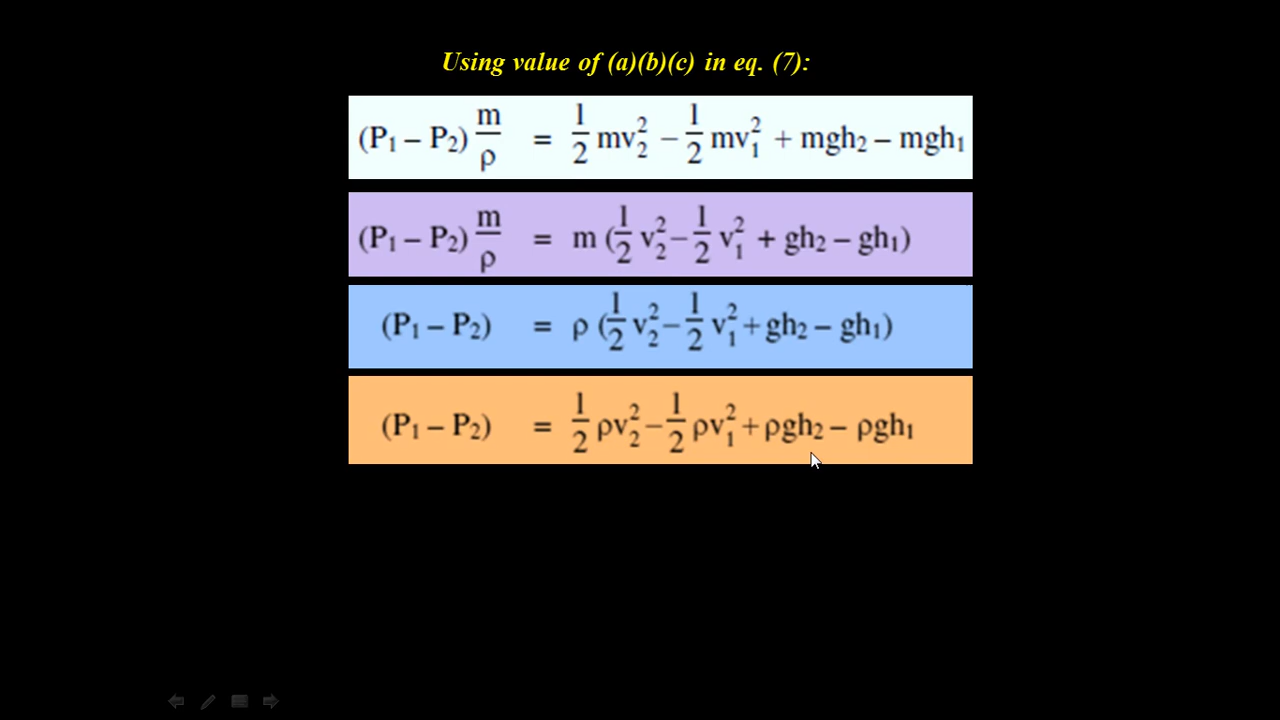 Using value of (a)(b)(c) in eq. (7):
(P₁ – P₂) m/ρ = 1/2 mv₂² – 1/2 mv₁² + mgh₂ – mgh₁
(P₁ – P₂) m/ρ = m (1/2 v₂² – 1/2 v₁² + gh₂ – gh₁)
(P₁ – P₂) = ρ (1/2 v₂² – 1/2 v₁² + gh₂ – gh₁)
(P₁ – P₂) = 1/2 ρv₂² – 1/2 ρv₁² + ρgh₂ – ρgh₁